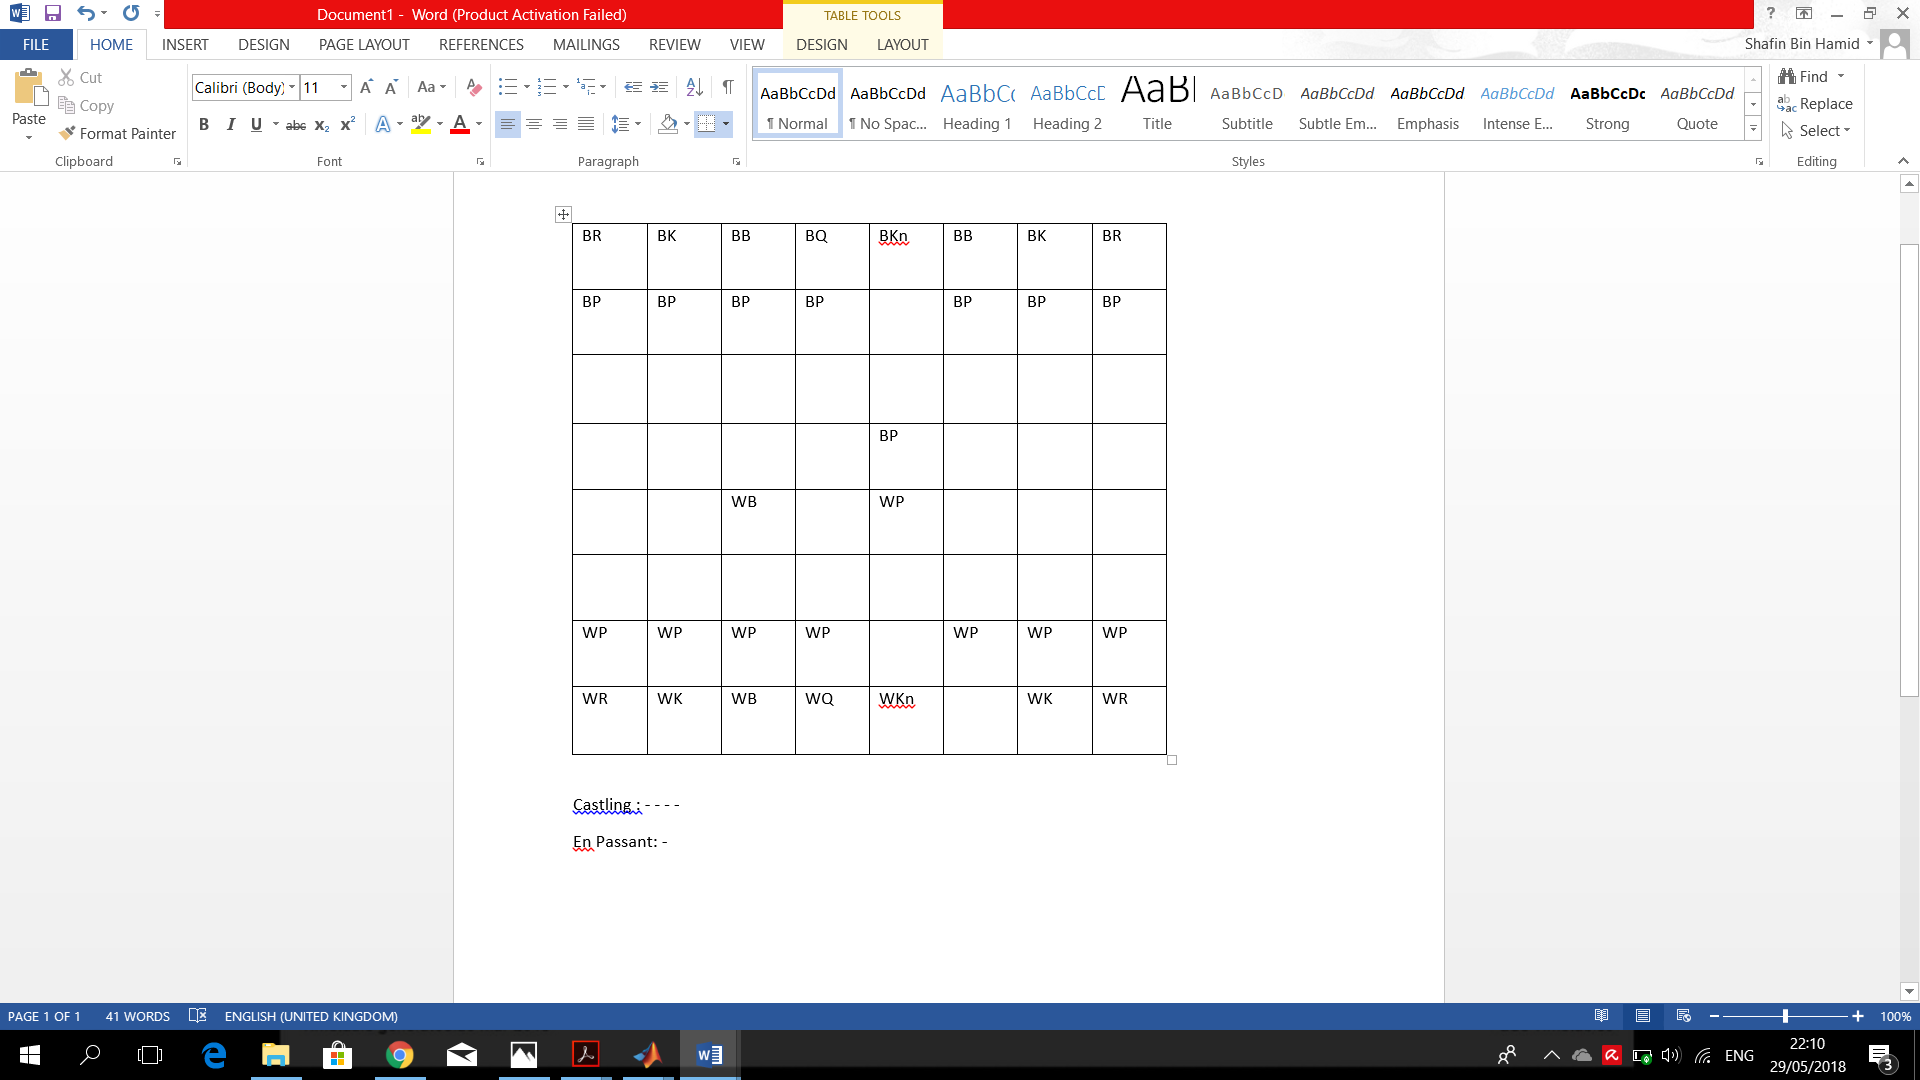 Document1 - Word (Product Activation Failed)
TABLE TOOLS
FILE HOME INSERT DESIGN PAGE LAYOUT REFERENCES MAILINGS REVIEW VIEW DESIGN LAYOUT
Shafin Bin Hamid
Paste
Cut
Copy
Format Painter
Clipboard
Calibri (Body) 11
Font
Paragraph
AaBbCcDd AaBbCcDd AaBbCc AaBbCcD AaBl AaBbCcD AaBbCcDd AaBbCcDd AaBbCcDd AaBbCcDc AaBbCcDd
¶ Normal ¶ No Spac... Heading 1 Heading 2 Title Subtitle Subtle Em... Emphasis Intense E... Strong Quote
Styles
Find
Replace
Select
Editing
BR BK BB BQ BKn BB BK BR
BP BP BP BP BP BP BP
BP
WB WP
WP WP WP WP WP WP WP
WR WK WB WQ WKn WK WR
Castling : - - - -
En Passant: -
PAGE 1 OF 1 41 WORDS ENGLISH (UNITED KINGDOM)
100%
ENG
22:10
29/05/2018
3